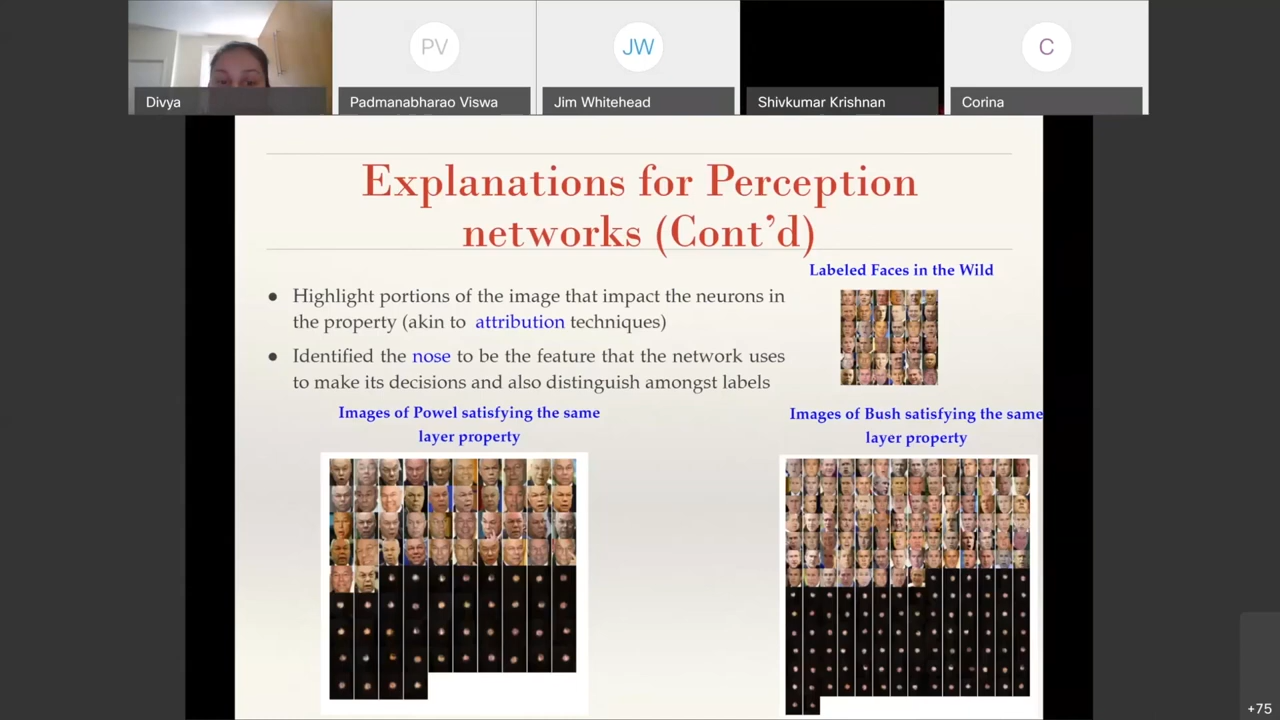 PV
JW
C
Divya
Padmanabharao Viswa
Jim Whitehead
Shivkumar Krishnan
Corina
Explanations for Perception
networks (Cont'd)
Labeled Faces in the Wild
● Highlight portions of the image that impact the neurons in
the property (akin to attribution techniques)
● Identified the nose to be the feature that the network uses
to make its decisions and also distinguish amongst labels
Images of Powel satisfying the same
layer property
Images of Bush satisfying the same
layer property
+75